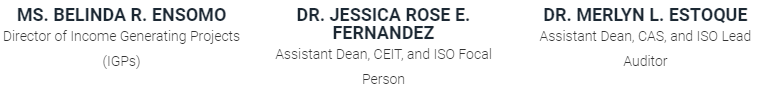 MS. BELINDA R. ENSOMO
Director of Income Generating Projects
(IGPs)
DR. JESSICA ROSE E.
FERNANDEZ
Assistant Dean, CEIT, and ISO Focal
Person
DR. MERLYN L. ESTOQUE
Assistant Dean, CAS, and ISO Lead
Auditor